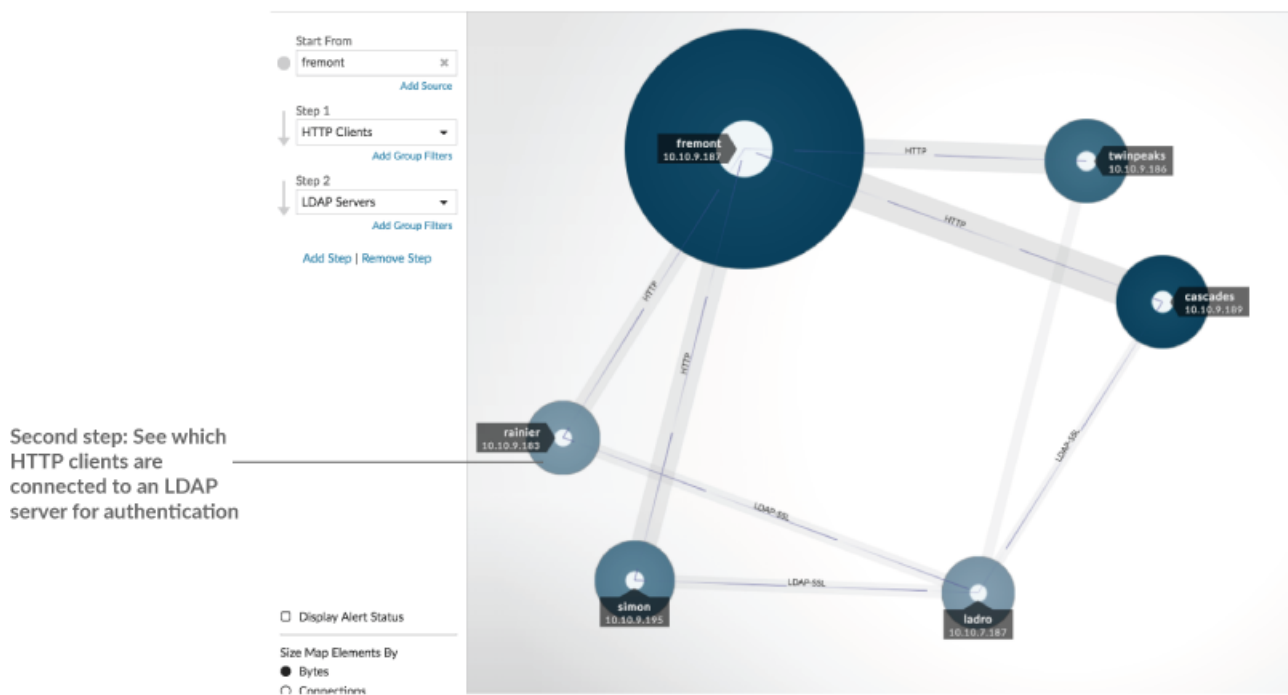 Start From
fremont
Add Source
Step 1
HTTP Clients
Add Group Filters
Step 2
LDAP Servers
Add Group Filters
Add Step | Remove Step
fremont
10.10.9.187
HTTP
twinpeaks
10.10.9.186
HTTP
cascades
10.10.9.189
HTTP
HTTP
rainier
10.10.9.183
Second step: See which
HTTP clients are
connected to an LDAP
server for authentication
LDAP-SSL
LDAP-SSL
LDAP-SSL
simon
10.10.9.195
ladro
10.10.7.187
Display Alert Status
Size Map Elements By
Bytes
Connections